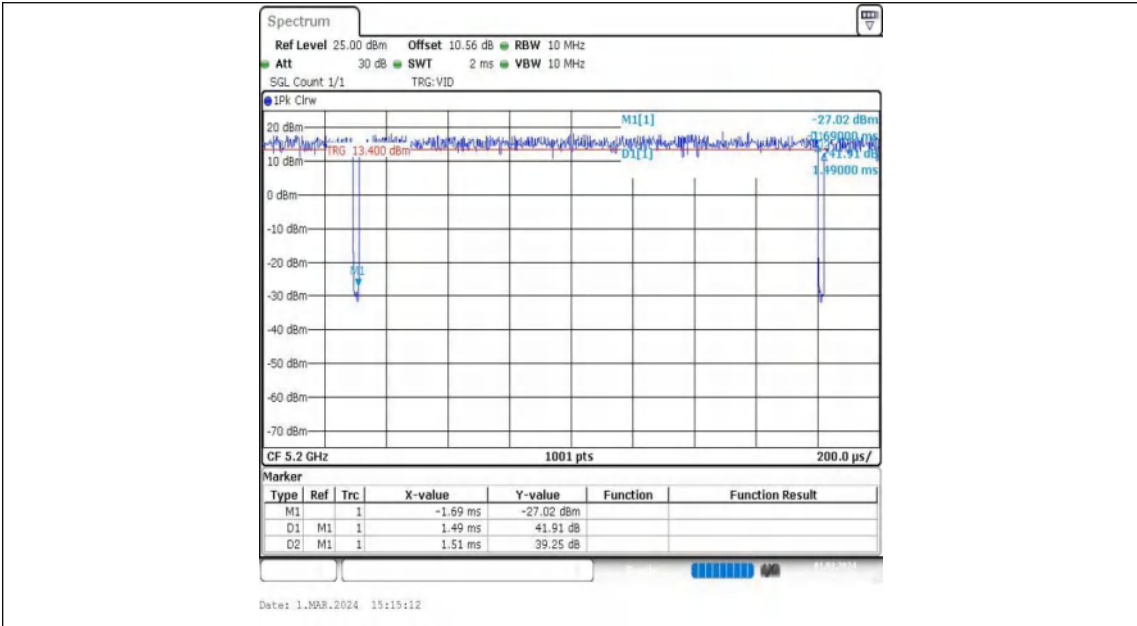 Spectrum
Ref Level 25.00 dBm Offset 10.56 dB RBW 10 MHz
Att 30 dB SWT 2 ms VBW 10 MHz
SGL Count 1/1 TRG:VID
1Pk Clrw
M1[1] -27.02 dBm
-1.69000 ms
D1[1] 41.91 dB
1.49000 ms
20 dBm
TRG 13.400 dBm
10 dBm
0 dBm
-10 dBm
-20 dBm
M1
-30 dBm
-40 dBm
-50 dBm
-60 dBm
-70 dBm
CF 5.2 GHz 1001 pts 200.0 µs/
Marker
Type Ref Trc X-value Y-value Function Function Result
M1 1 -1.69 ms -27.02 dBm
D1 M1 1 1.49 ms 41.91 dB
D2 M1 1 1.51 ms 39.25 dB
Date: 1.MAR.2024 15:15:12